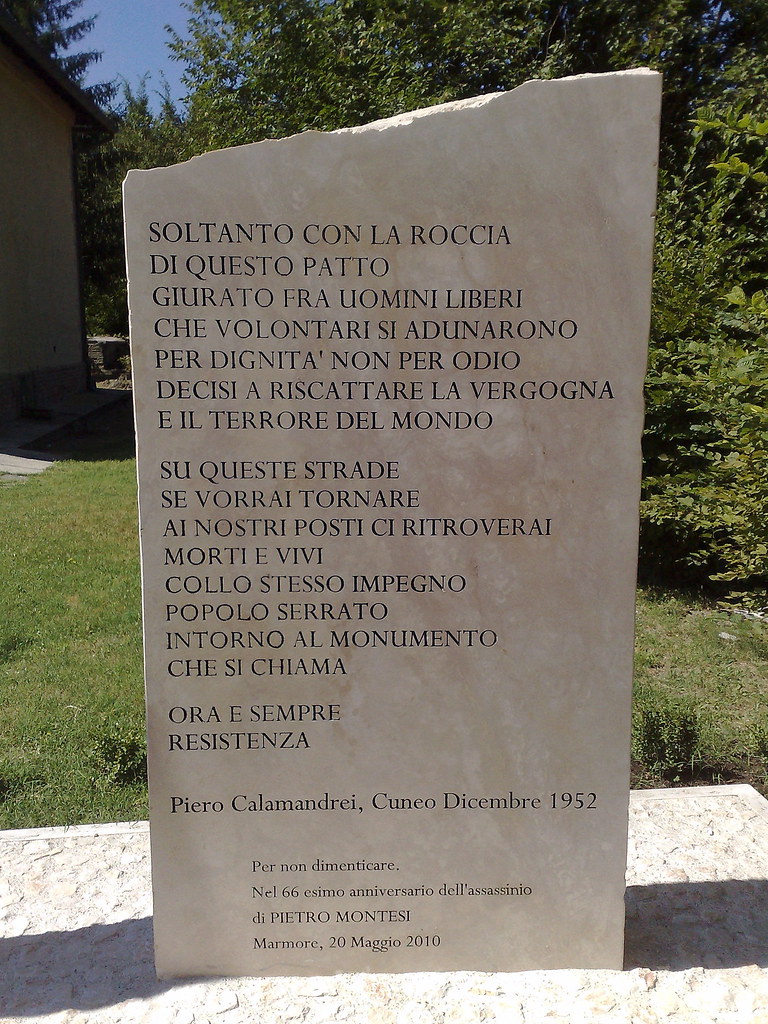 SOLTANTO CON LA ROCCIA
DI QUESTO PATTO
GIURATO FRA UOMINI LIBERI
CHE VOLONTARI SI ADUNARONO
PER DIGNITA' NON PER ODIO
DECISI A RISCATTARE LA VERGOGNA
E IL TERRORE DEL MONDO
SU QUESTE STRADE
SE VORRAI TORNARE
AI NOSTRI POSTI CI RITROVERAI
MORTI E VIVI
COLLO STESSO IMPEGNO
POPOLO SERRATO
INTORNO AL MONUMENTO
CHE SI CHIAMA
ORA E SEMPRE
RESISTENZA
Piero Calamandrei, Cuneo Dicembre 1952
Per non dimenticare.
Nel 66 esimo anniversario dell'assassinio
di PIETRO MONTESI
Marmore, 20 Maggio 2010